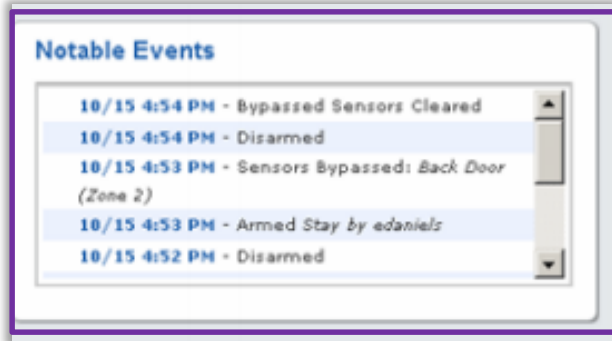 Notable Events
10/15 4:54 PM - Bypassed Sensors Cleared
10/15 4:54 PM - Disarmed
10/15 4:53 PM - Sensors Bypassed: Back Door
(Zone 2)
10/15 4:53 PM - Armed Stay by edaniels
10/15 4:52 PM - Disarmed